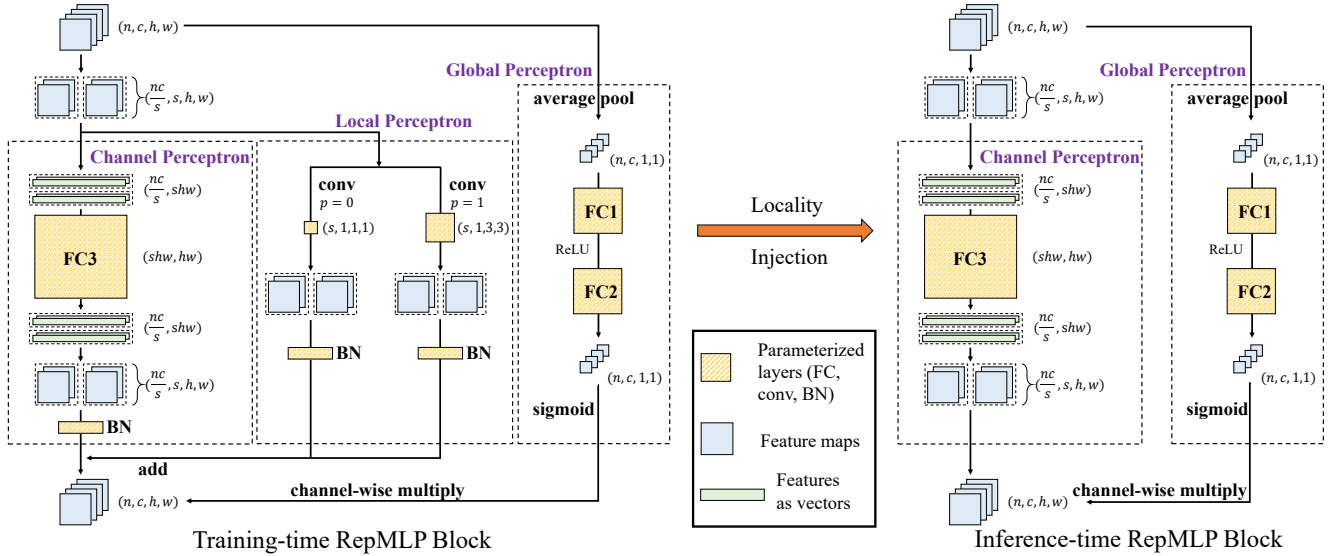 (n, c, h, w)
(nc/s, s, h, w)
Global Perceptron
average pool
Local Perceptron
Channel Perceptron
(nc/s, shw)
FC3
(shw, hw)
(nc/s, shw)
(nc/s, s, h, w)
BN
conv
p = 0
(s, 1,1,1)
BN
conv
p = 1
(s, 1,3,3)
BN
(n, c, 1,1)
FC1
ReLU
FC2
(n, c, 1,1)
sigmoid
add
channel-wise multiply
(n, c, h, w)
Training-time RepMLP Block
Locality
Injection
Parameterized
layers (FC,
conv, BN)
Feature maps
Features
as vectors
(n, c, h, w)
(nc/s, s, h, w)
Global Perceptron
average pool
Channel Perceptron
(nc/s, shw)
FC3
(shw, hw)
(nc/s, shw)
(nc/s, s, h, w)
(n, c, 1,1)
FC1
ReLU
FC2
(n, c, 1,1)
sigmoid
channel-wise multiply
(n, c, h, w)
Inference-time RepMLP Block